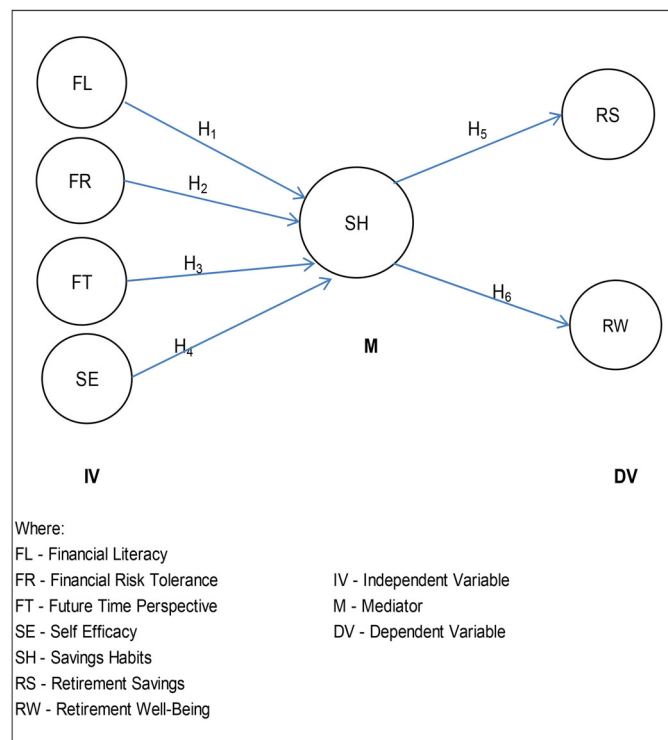 FL
H₁
H₅
RS
FR
H₂
SH
H₃
FT
H₆
RW
H₄
M
SE
IV
DV
Where:
FL - Financial Literacy
FR - Financial Risk Tolerance
FT - Future Time Perspective
SE - Self Efficacy
SH - Savings Habits
RS - Retirement Savings
RW - Retirement Well-Being
IV - Independent Variable
M - Mediator
DV - Dependent Variable